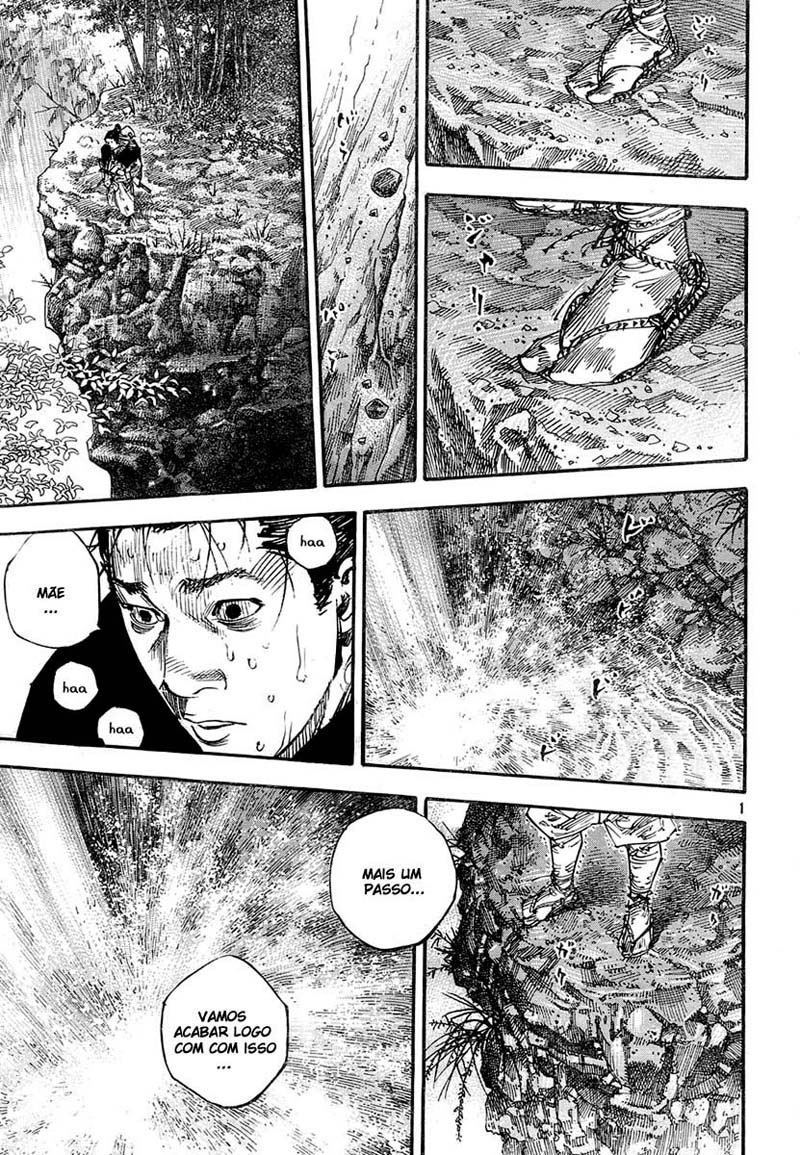 haa
MÃE
...
haa
haa
1
MAIS UM
PASSO...
VAMOS
ACABAR LOGO
COM COM ISSO
...